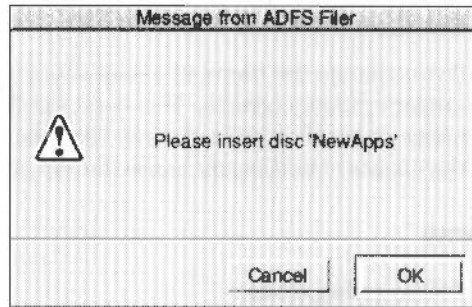 Message from ADFS Filer
Please insert disc 'NewApps'
Cancel
OK